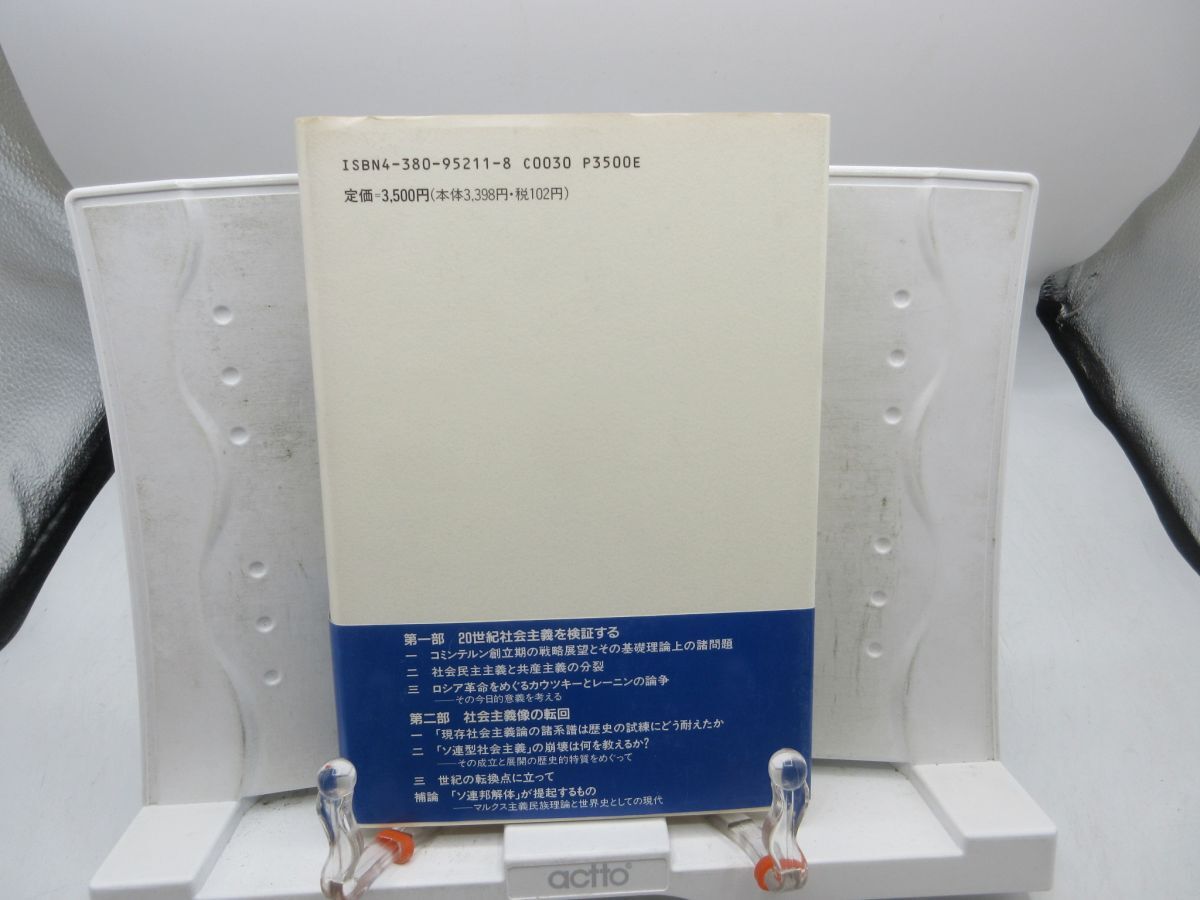 ISBN4-380-95211-8 C0030 P3500E
定価=3,500円(本体3,398円・税102円)
第一部 20世紀社会主義を検証する
一 コミンテルン創立期の戦略展望とその基礎理論上の諸問題
二 社会民主主義と共産主義の分裂
三 ロシア革命をめぐるカウツキーとレーニンの論争
——その今日的意義を考える
第二部 社会主義像の転回
一 「現存社会主義論の諸系譜は歴史の試練にどう耐えたか
二 「ソ連型社会主義」の崩壊は何を教えるか?
——その成立と展開の歴史的特質をめぐって
三 世紀の転換点に立って
補論 「ソ連邦解体」が提起するもの
——マルクス主義民族理論と世界史としての現代
actto